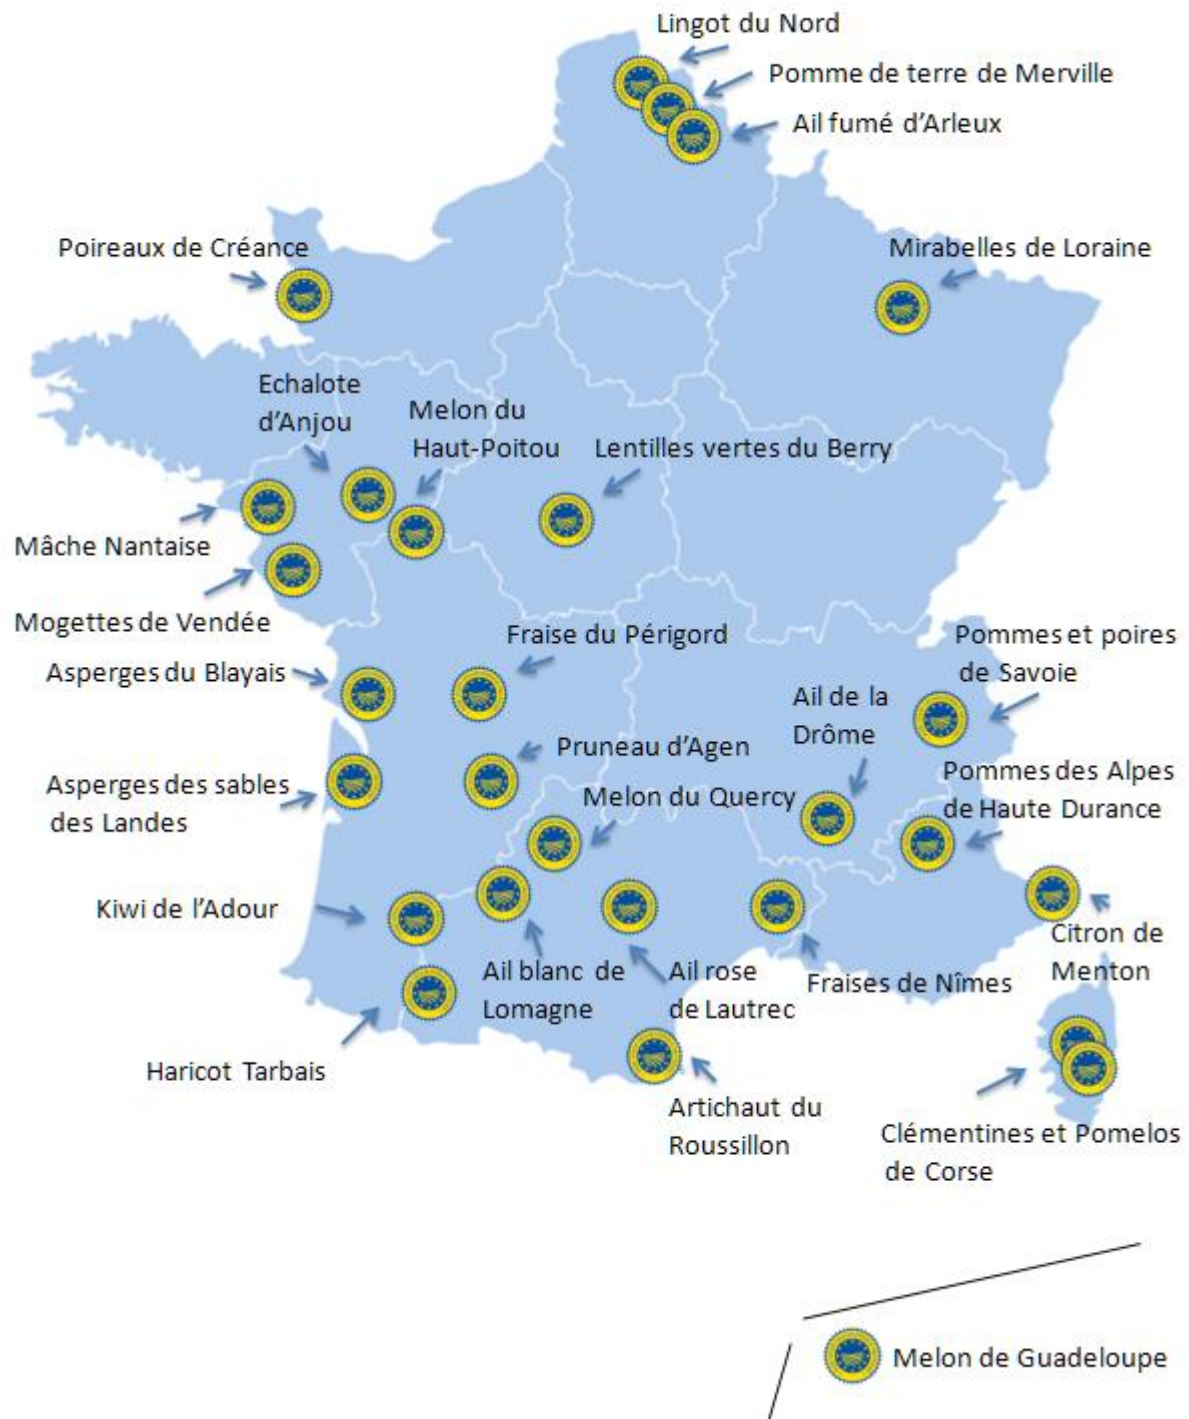 Lingot du Nord
Pomme de terre de Merville
Ail fumé d'Arleux
Poireaux de Créance
Mirabelles de Loraine
Echalote
d'Anjou
Melon du
Haut-Poitou
Lentilles vertes du Berry
Mâche Nantaise
Mogettes de Vendée
Fraise du Périgord
Pommes et poires
de Savoie
Asperges du Blayais
Ail de la
Drôme
Pruneau d'Agen
Asperges des sables
des Landes
Melon du Quercy
Pommes des Alpes
de Haute Durance
Kiwi de l'Adour
Citron de
Menton
Ail blanc de
Lomagne
Ail rose
de Lautrec
Fraises de Nîmes
Haricot Tarbais
Artichaut du
Roussillon
Clémentines et Pomelos
de Corse
Melon de Guadeloupe